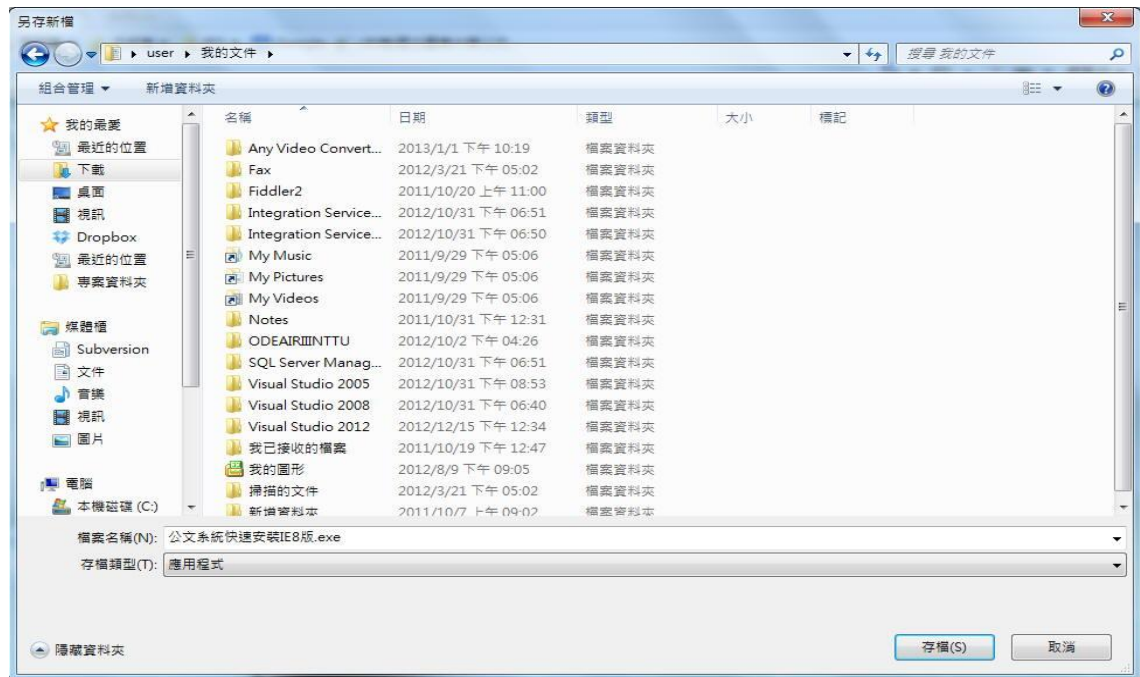 另存新檔
user ▸ 我的文件 ▸
搜尋 我的文件
組合管理 新增資料夾
我的最愛
最近的位置
下載
桌面
視訊
Dropbox
最近的位置
專案資料夾
媒體櫃
Subversion
文件
音樂
視訊
圖片
電腦
本機磁碟 (C:)
名稱 日期 類型 大小 標記
Any Video Convert... 2013/1/1 下午 10:19 檔案資料夾
Fax 2012/3/21 下午 05:02 檔案資料夾
Fiddler2 2011/10/20 上午 11:00 檔案資料夾
Integration Service... 2012/10/31 下午 06:51 檔案資料夾
Integration Service... 2012/10/31 下午 06:50 檔案資料夾
My Music 2011/9/29 下午 05:06 檔案資料夾
My Pictures 2011/9/29 下午 05:06 檔案資料夾
My Videos 2011/9/29 下午 05:06 檔案資料夾
Notes 2011/10/31 下午 12:31 檔案資料夾
ODEAIRIIINTTU 2012/10/2 下午 04:26 檔案資料夾
SQL Server Manag... 2012/10/31 下午 06:51 檔案資料夾
Visual Studio 2005 2012/10/31 下午 08:53 檔案資料夾
Visual Studio 2008 2012/10/31 下午 06:40 檔案資料夾
Visual Studio 2012 2012/12/15 下午 12:34 檔案資料夾
我已接收的檔案 2011/10/19 下午 12:47 檔案資料夾
我的圖形 2012/8/9 下午 09:05 檔案資料夾
掃描的文件 2012/3/21 下午 05:02 檔案資料夾
新增資料夾 2011/10/7 上午 09:02 檔案資料夾
檔案名稱(N): 公文系統快速安裝IE8版.exe
存檔類型(T): 應用程式
隱藏資料夾
存檔(S) 取消